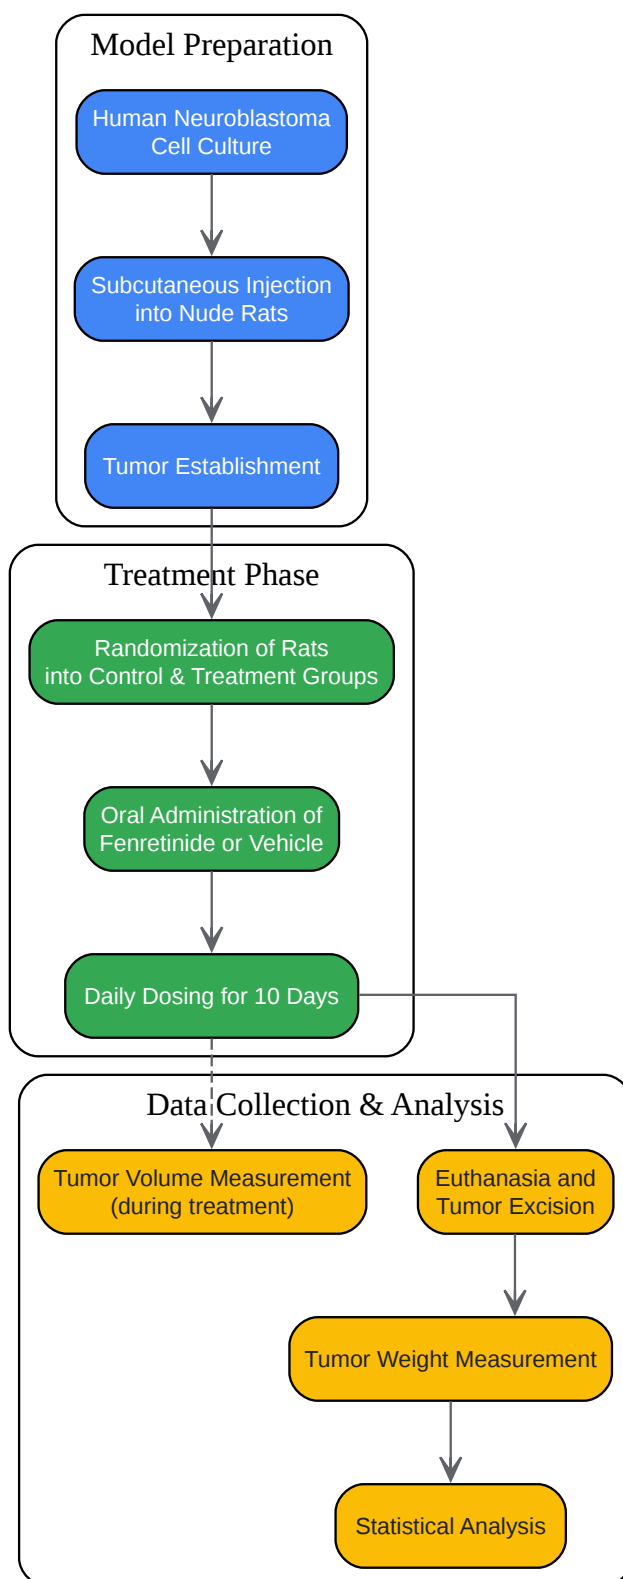 Model Preparation
Human Neuroblastoma
Cell Culture
Subcutaneous Injection
into Nude Rats
Tumor Establishment
Treatment Phase
Randomization of Rats
into Control & Treatment Groups
Oral Administration of
Fenretinide or Vehicle
Daily Dosing for 10 Days
Data Collection & Analysis
Tumor Volume Measurement
(during treatment)
Euthanasia and
Tumor Excision
Tumor Weight Measurement
Statistical Analysis